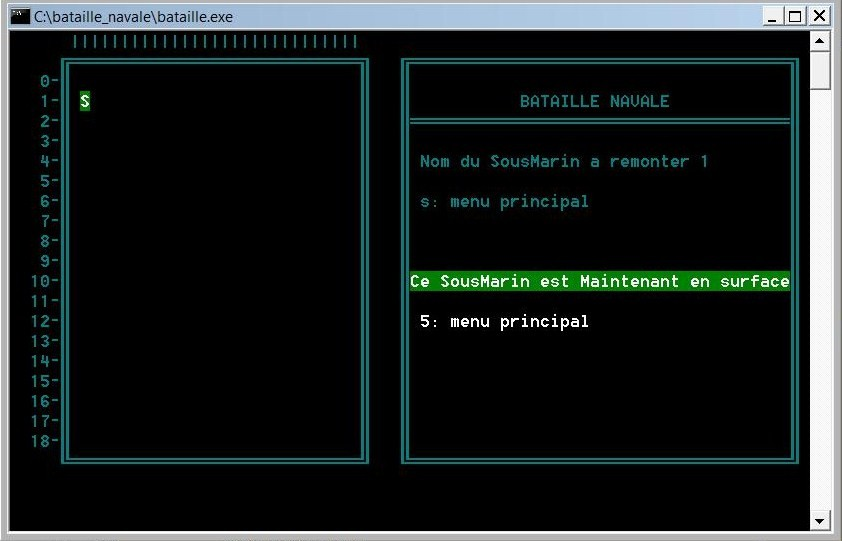 C:\bataille_navale\bataille.exe
0-
1-
S
2-
3-
4-
5-
6-
7-
8-
9-
10-
11-
12-
13-
14-
15-
16-
17-
18-
BATAILLE NAVALE
Nom du SousMarin a remonter 1
s: menu principal
Ce SousMarin est Maintenant en surface
5: menu principal